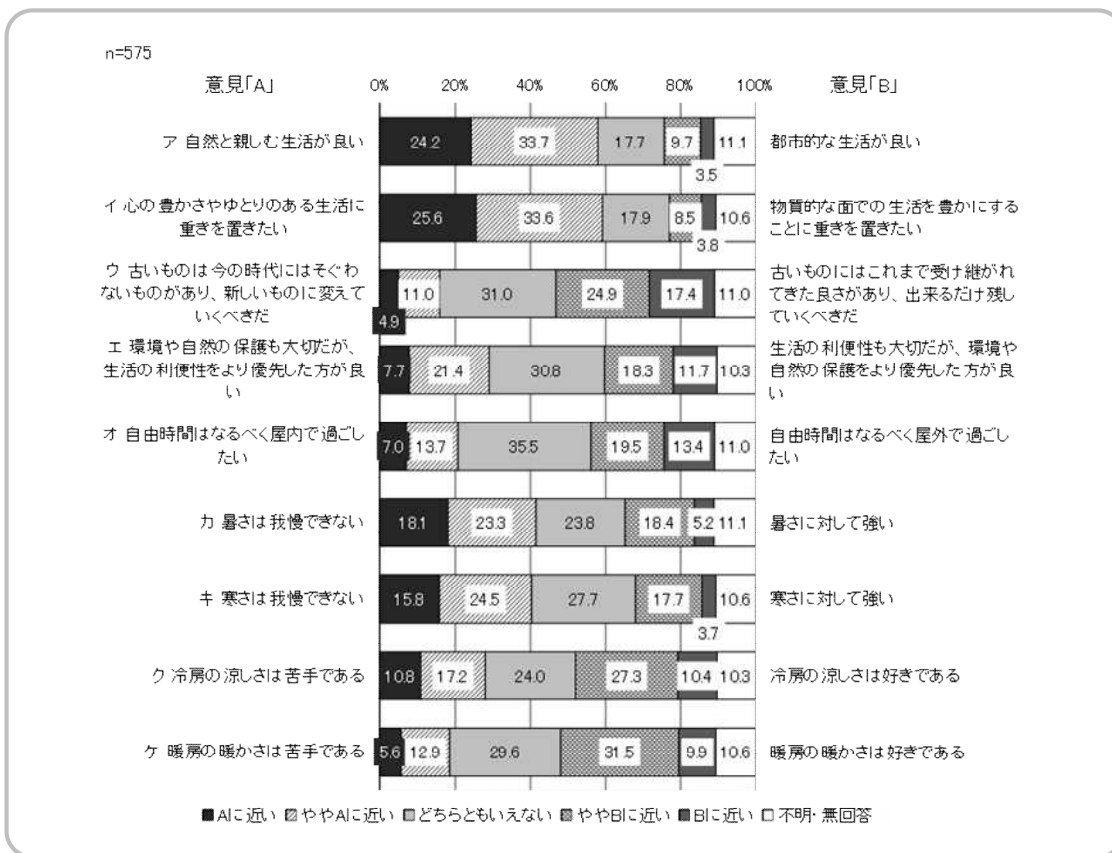 n=575
意見「A」 0% 20% 40% 60% 80% 100% 意見「B」
ア 自然と親しむ生活が良い 24.2 33.7 17.7 9.7 3.5 11.1 都市的な生活が良い
イ 心の豊かさやゆとりのある生活に
重きを置きたい
25.6 33.6 17.9 8.5 3.8 10.6
物質的な面での生活を豊かにする
ことに重きを置きたい
ウ 古いものは今の時代にはそぐわ
ないものがあり、新しいものに変えて
いくべきだ
4.9 11.0 31.0 24.9 17.4 11.0
古いものにはこれまで受け継がれ
てきた良さがあり、出来るだけ残し
ていくべきだ
エ 環境や自然の保護も大切だが、
生活の利便性をより優先した方が良
い
7.7 21.4 30.8 18.3 11.7 10.3
生活の利便性も大切だが、環境や
自然の保護をより優先した方が良
い
オ 自由時間はなるべく屋内で過ごし
たい
7.0 13.7 35.5 19.5 13.4 11.0
自由時間はなるべく屋外で過ごし
たい
カ 暑さは我慢できない 18.1 23.3 23.8 18.4 5.2 11.1 暑さに対して強い
キ 寒さは我慢できない 15.8 24.5 27.7 17.7 3.7 10.6 寒さに対して強い
ク 冷房の涼しさは苦手である 10.8 17.2 24.0 27.3 10.4 10.3 冷房の涼しさは好きである
ケ 暖房の暖かさは苦手である 5.6 12.9 29.6 31.5 9.9 10.6 暖房の暖かさは好きである
Aに近い ややAに近い どちらともいえない ややBに近い Bに近い 不明・無回答